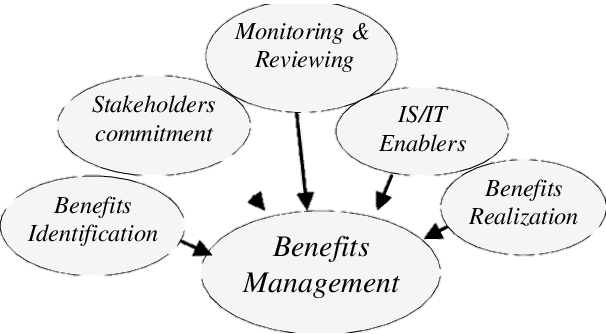 Monitoring &
Reviewing
Stakeholders
commitment
IS/IT
Enablers
Benefits
Identification
Benefits
Realization
Benefits
Management